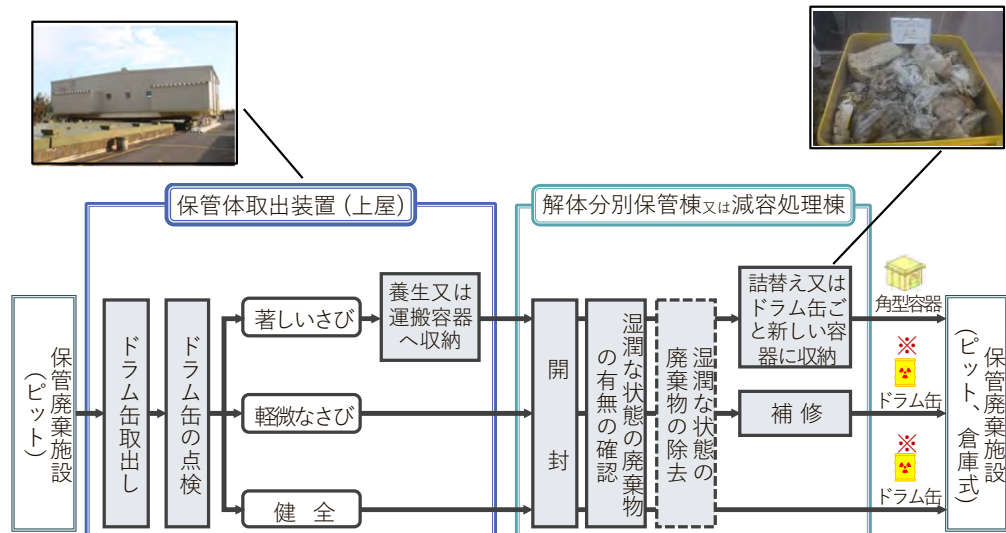 保管体取出装置（上屋）
解体分別保管棟又は減容処理棟
保管廃棄施設
（ピット）
ドラム缶取出し
ドラム缶の点検
著しいさび
軽微なさび
健 全
養生又は
運搬容器
へ収納
開 封
湿潤な状態の廃棄物
の有無の確認
湿潤な状態の
廃棄物の除去
詰替え又は
ドラム缶ご
と新しい容
器に収納
補 修
角型容器
※
ドラム缶
※
ドラム缶
保管廃棄施設
（ピット、倉庫式）